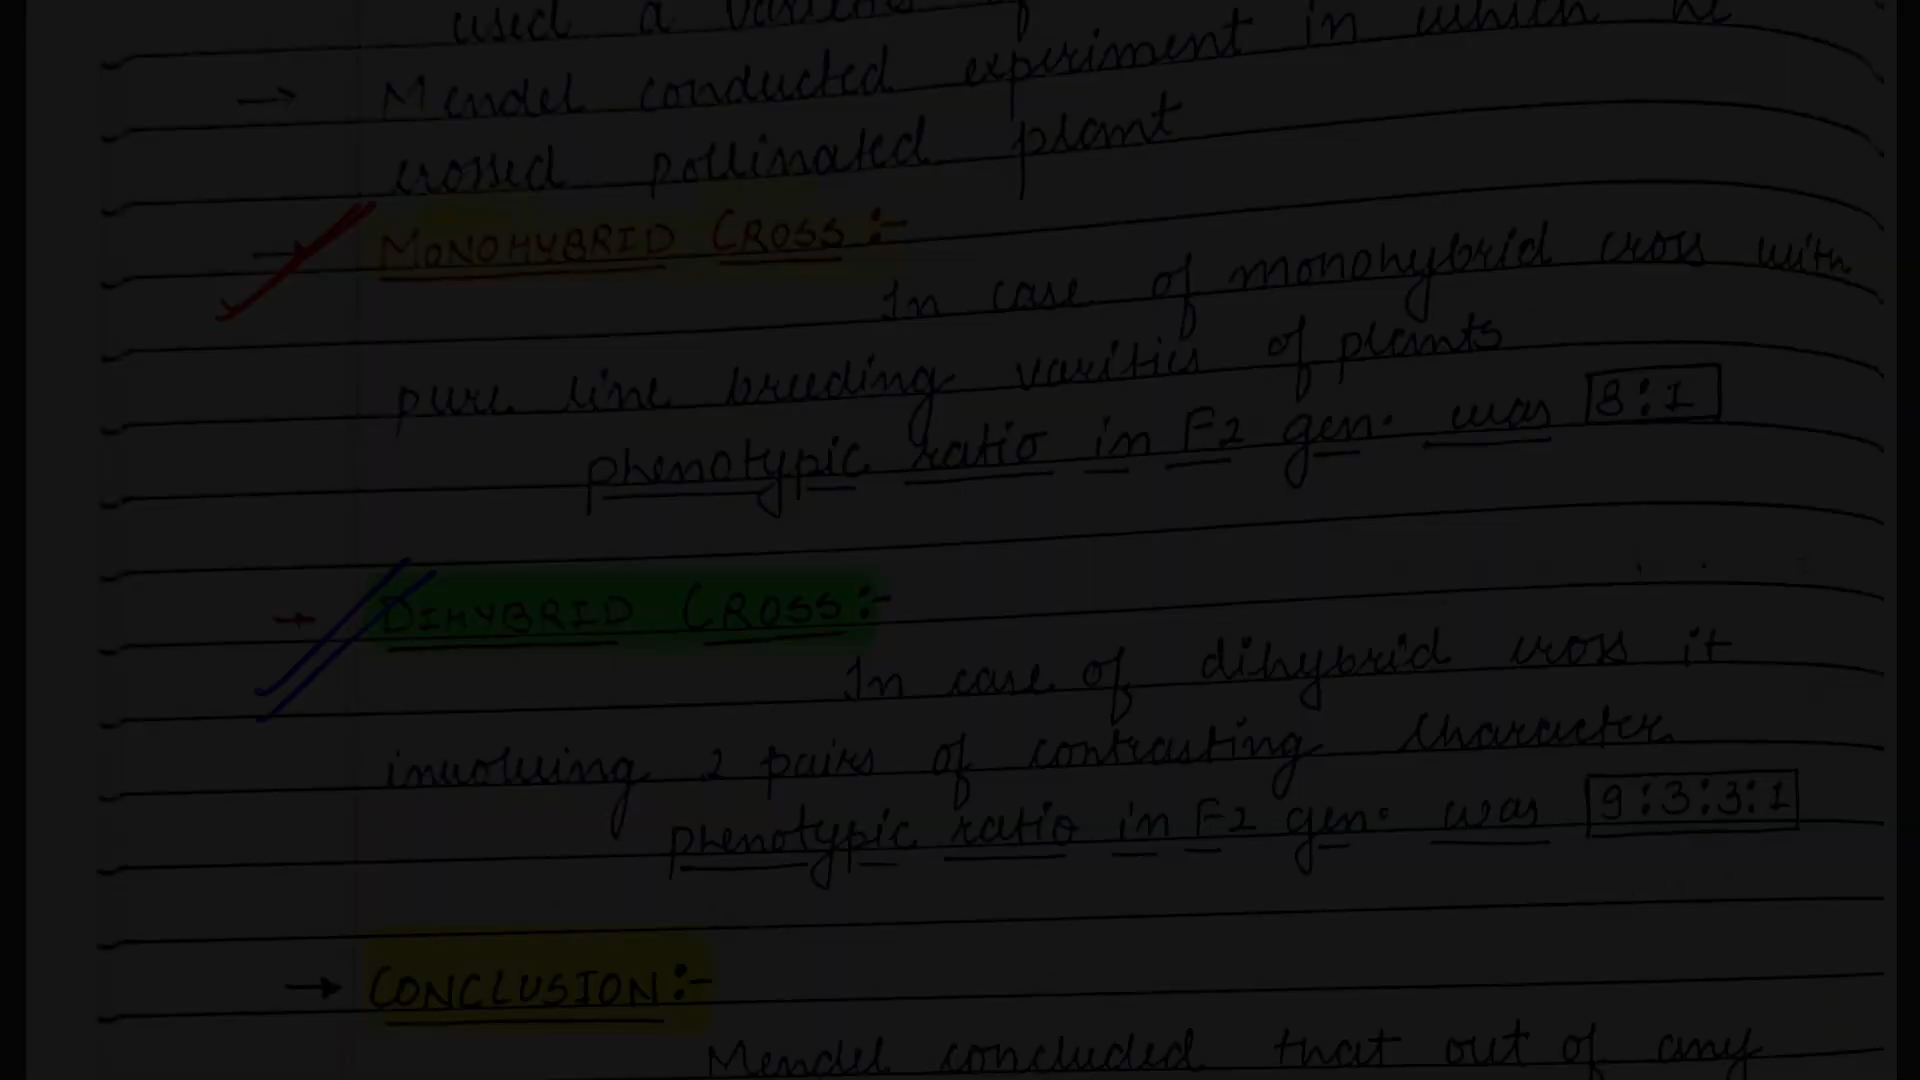 used a
→ Mendel conducted experiment in which he
crossed pollinated plant
→ MONOHYBRID CROSS :-
In case of monohybrid cross with
pure line breeding varities of plants
phenotypic ratio in F2 gen. was 3:1
→ DIHYBRID CROSS :-
In case of dihybrid cross it
involving 2 pairs of contrasting character
phenotypic ratio in F2 gen. was 9:3:3:1
→ CONCLUSION :-
Mendel concluded that out of any